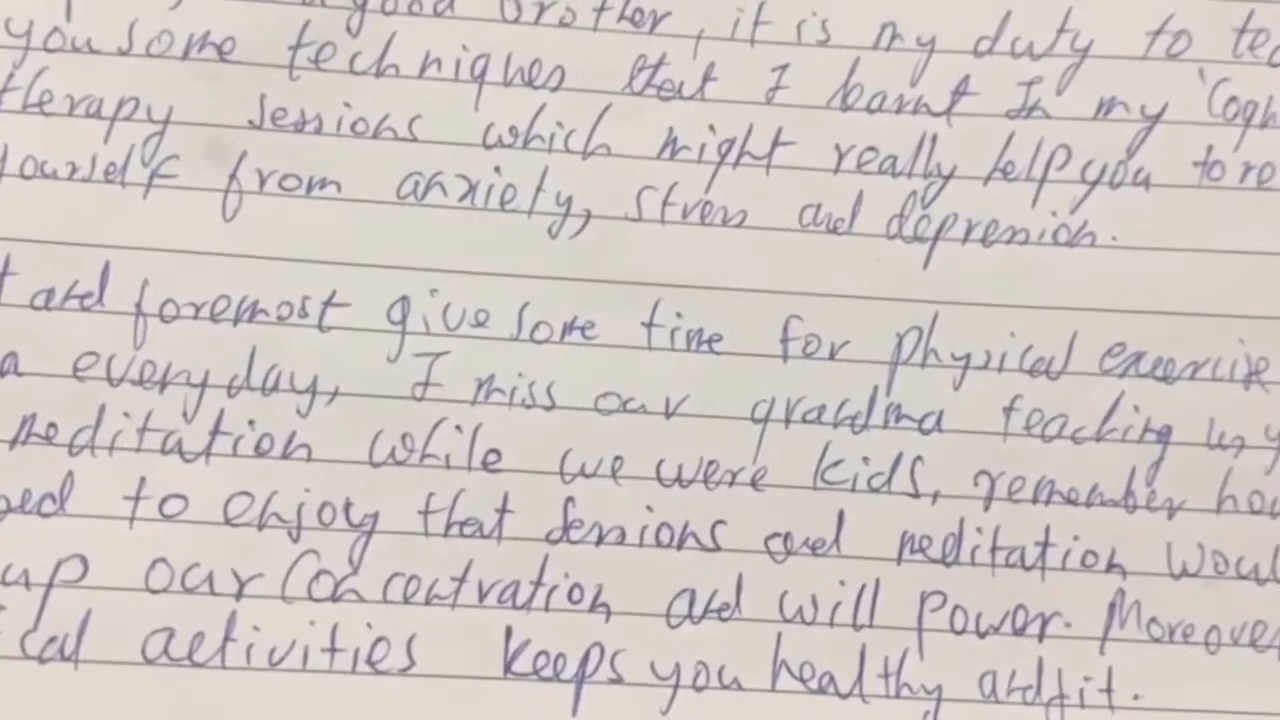 good brother, it is my duty to tea
you some techniques that I learnt In my 'Cogn
therapy sessions which might really help you to re
yourself from anxiety, stress and depression.
t and foremost give some time for physical exercise
a everyday, I miss our grandma teaching us y
meditation while we were kids, remember how
sed to enjoy that sessions and meditation woul
up our Concentration and will power. Moreover
ical activities keeps you healthy and fit.